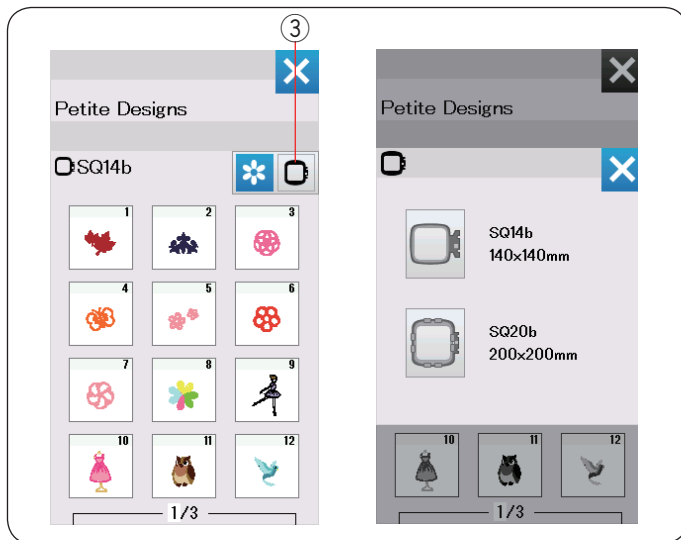 ③
Petite Designs
SQ14b
1 2 3
4 5 6
7 8 9
10 11 12
1/3
Petite Designs
SQ14b
140x140mm
SQ20b
200x200mm
10 11 12
1/3